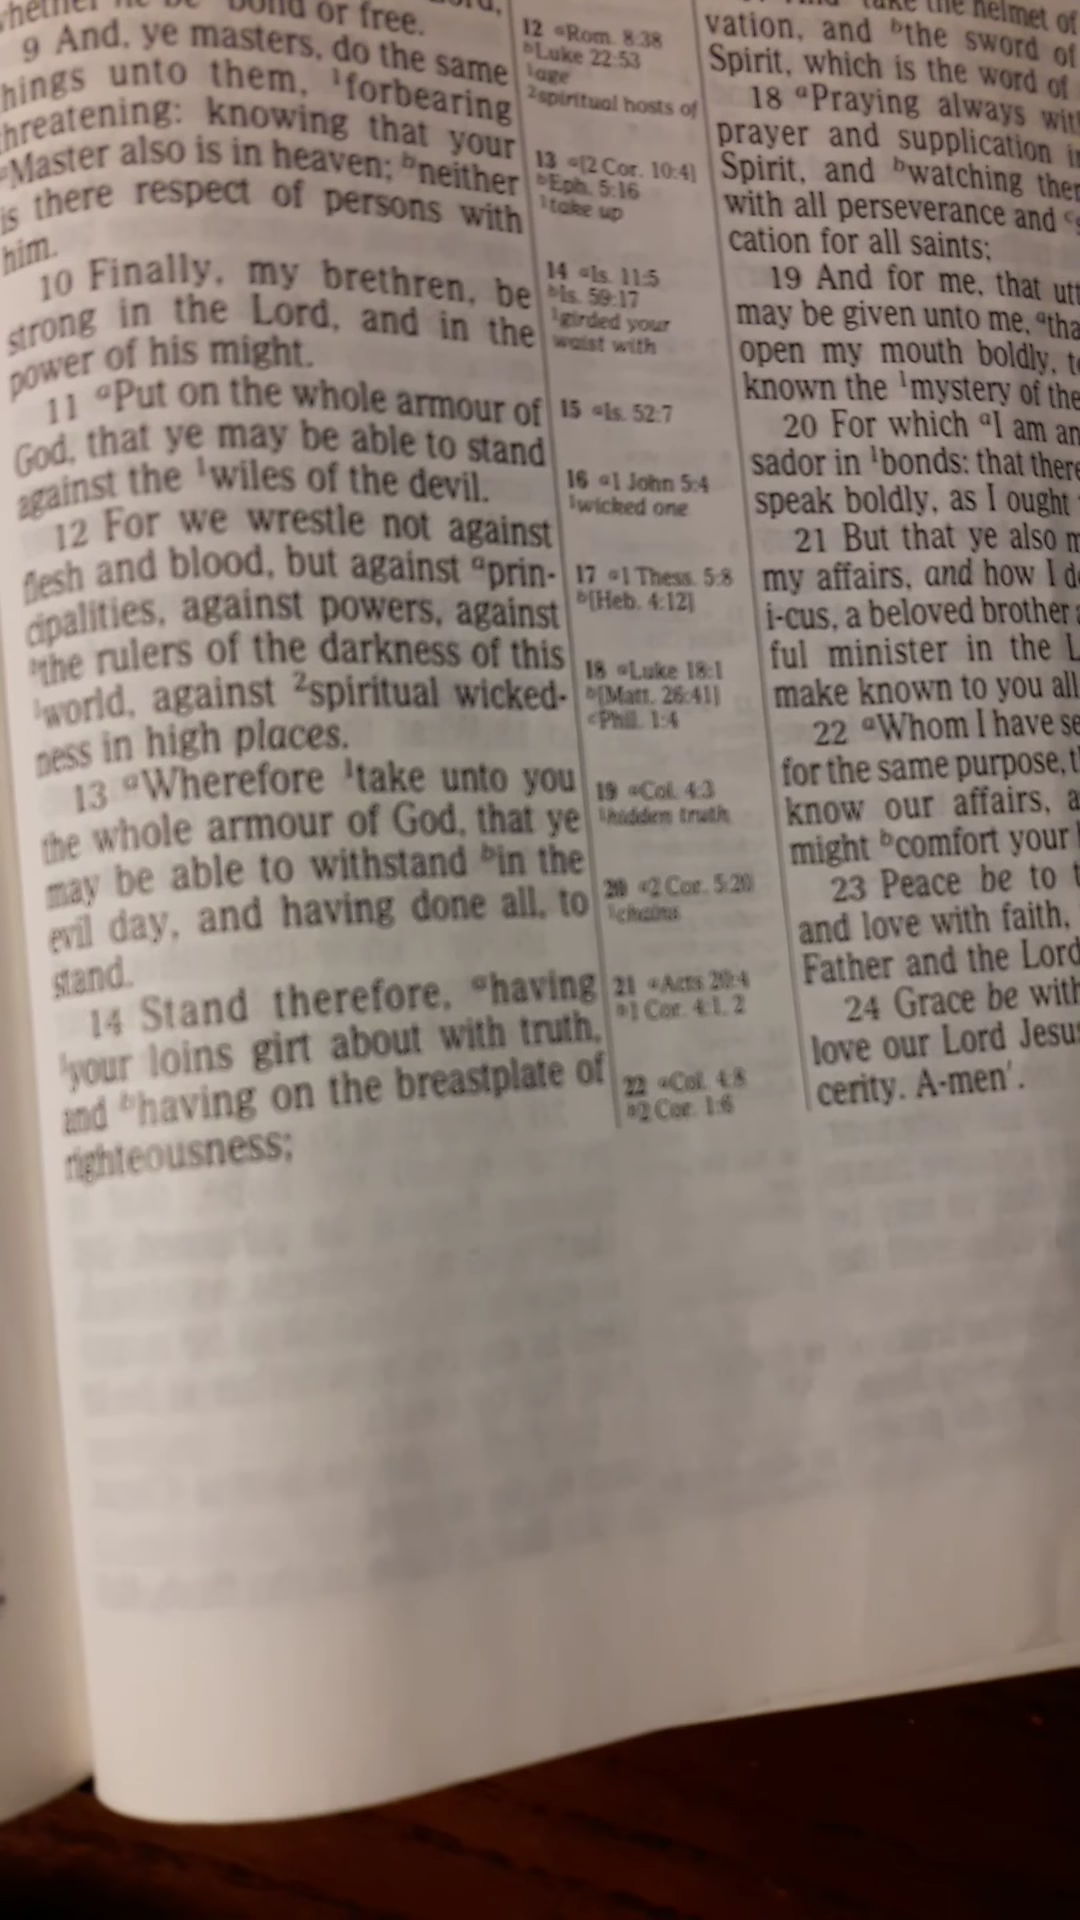 or free.
9 And, ye masters, do the same
hings unto them, ¹forbearing
hreatening: knowing that your
ᵃMaster also is in heaven; ᵇneither
is there respect of persons with
him.
10 Finally, my brethren, be
strong in the Lord, and in the
power of his might.
11 ᵃPut on the whole armour of
God, that ye may be able to stand
against the ¹wiles of the devil.
12 For we wrestle not against
flesh and blood, but against ᵃprin-
cipalities, against powers, against
ᵇthe rulers of the darkness of this
¹world, against ²spiritual wicked-
ness in high places.
13 ᵃWherefore ¹take unto you
the whole armour of God, that ye
may be able to withstand ᵇin the
evil day, and having done all, to
stand.
14 Stand therefore, ᵃhaving
¹your loins girt about with truth,
and ᵇhaving on the breastplate of
righteousness;
12 ᵃRom. 8:38
ᵇLuke 22:53
¹age
²spiritual hosts of
13 ᵃ[2 Cor. 10:4]
ᵇEph. 5:16
¹take up
14 ᵃIs. 11:5
ᵇIs. 59:17
¹girded your
waist with
15 ᵃIs. 52:7
16 ᵃ1 John 5:4
¹wicked one
17 ᵃ1 Thess. 5:8
ᵇ[Heb. 4:12]
18 ᵃLuke 18:1
ᵇ[Matt. 26:41]
ᶜPhil. 1:4
19 ᵃCol. 4:3
¹hidden truth
20 ᵃ2 Cor. 5:20
¹chains
21 ᵃActs 20:4
ᵇ1 Cor. 4:1, 2
22 ᵃCol. 4:8
ᵇ2 Cor. 1:6
take the helmet of
vation, and ᵇthe sword of
Spirit, which is the word of
18 ᵃPraying always wit
prayer and supplication i
Spirit, and ᵇwatching ther
with all perseverance and
cation for all saints;
19 And for me, that utt
may be given unto me, ᵃtha
open my mouth boldly, t
known the ¹mystery of the
20 For which ᵃI am an
sador in ¹bonds: that there
speak boldly, as I ought
21 But that ye also m
my affairs, and how I d
i-cus, a beloved brother a
ful minister in the L
make known to you all
22 ᵃWhom I have se
for the same purpose, t
know our affairs, a
might ᵇcomfort your
23 Peace be to t
and love with faith,
Father and the Lord
24 Grace be with
love our Lord Jesu
cerity. A-men′.